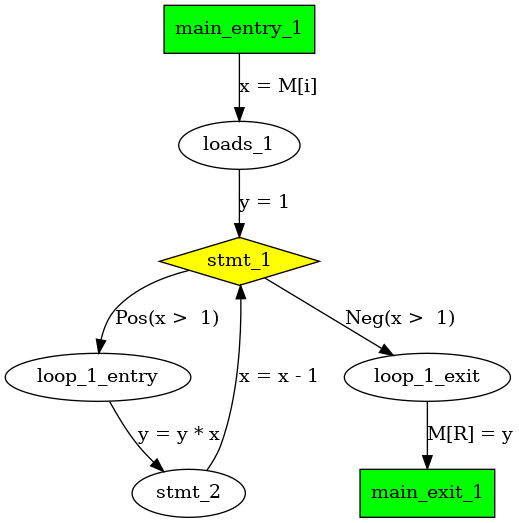 main_entry_1
x = M[i]
loads_1
y = 1
stmt_1
Pos(x >  1)
Neg(x >  1)
loop_1_entry
x = x - 1
loop_1_exit
y = y * x
M[R] = y
stmt_2
main_exit_1